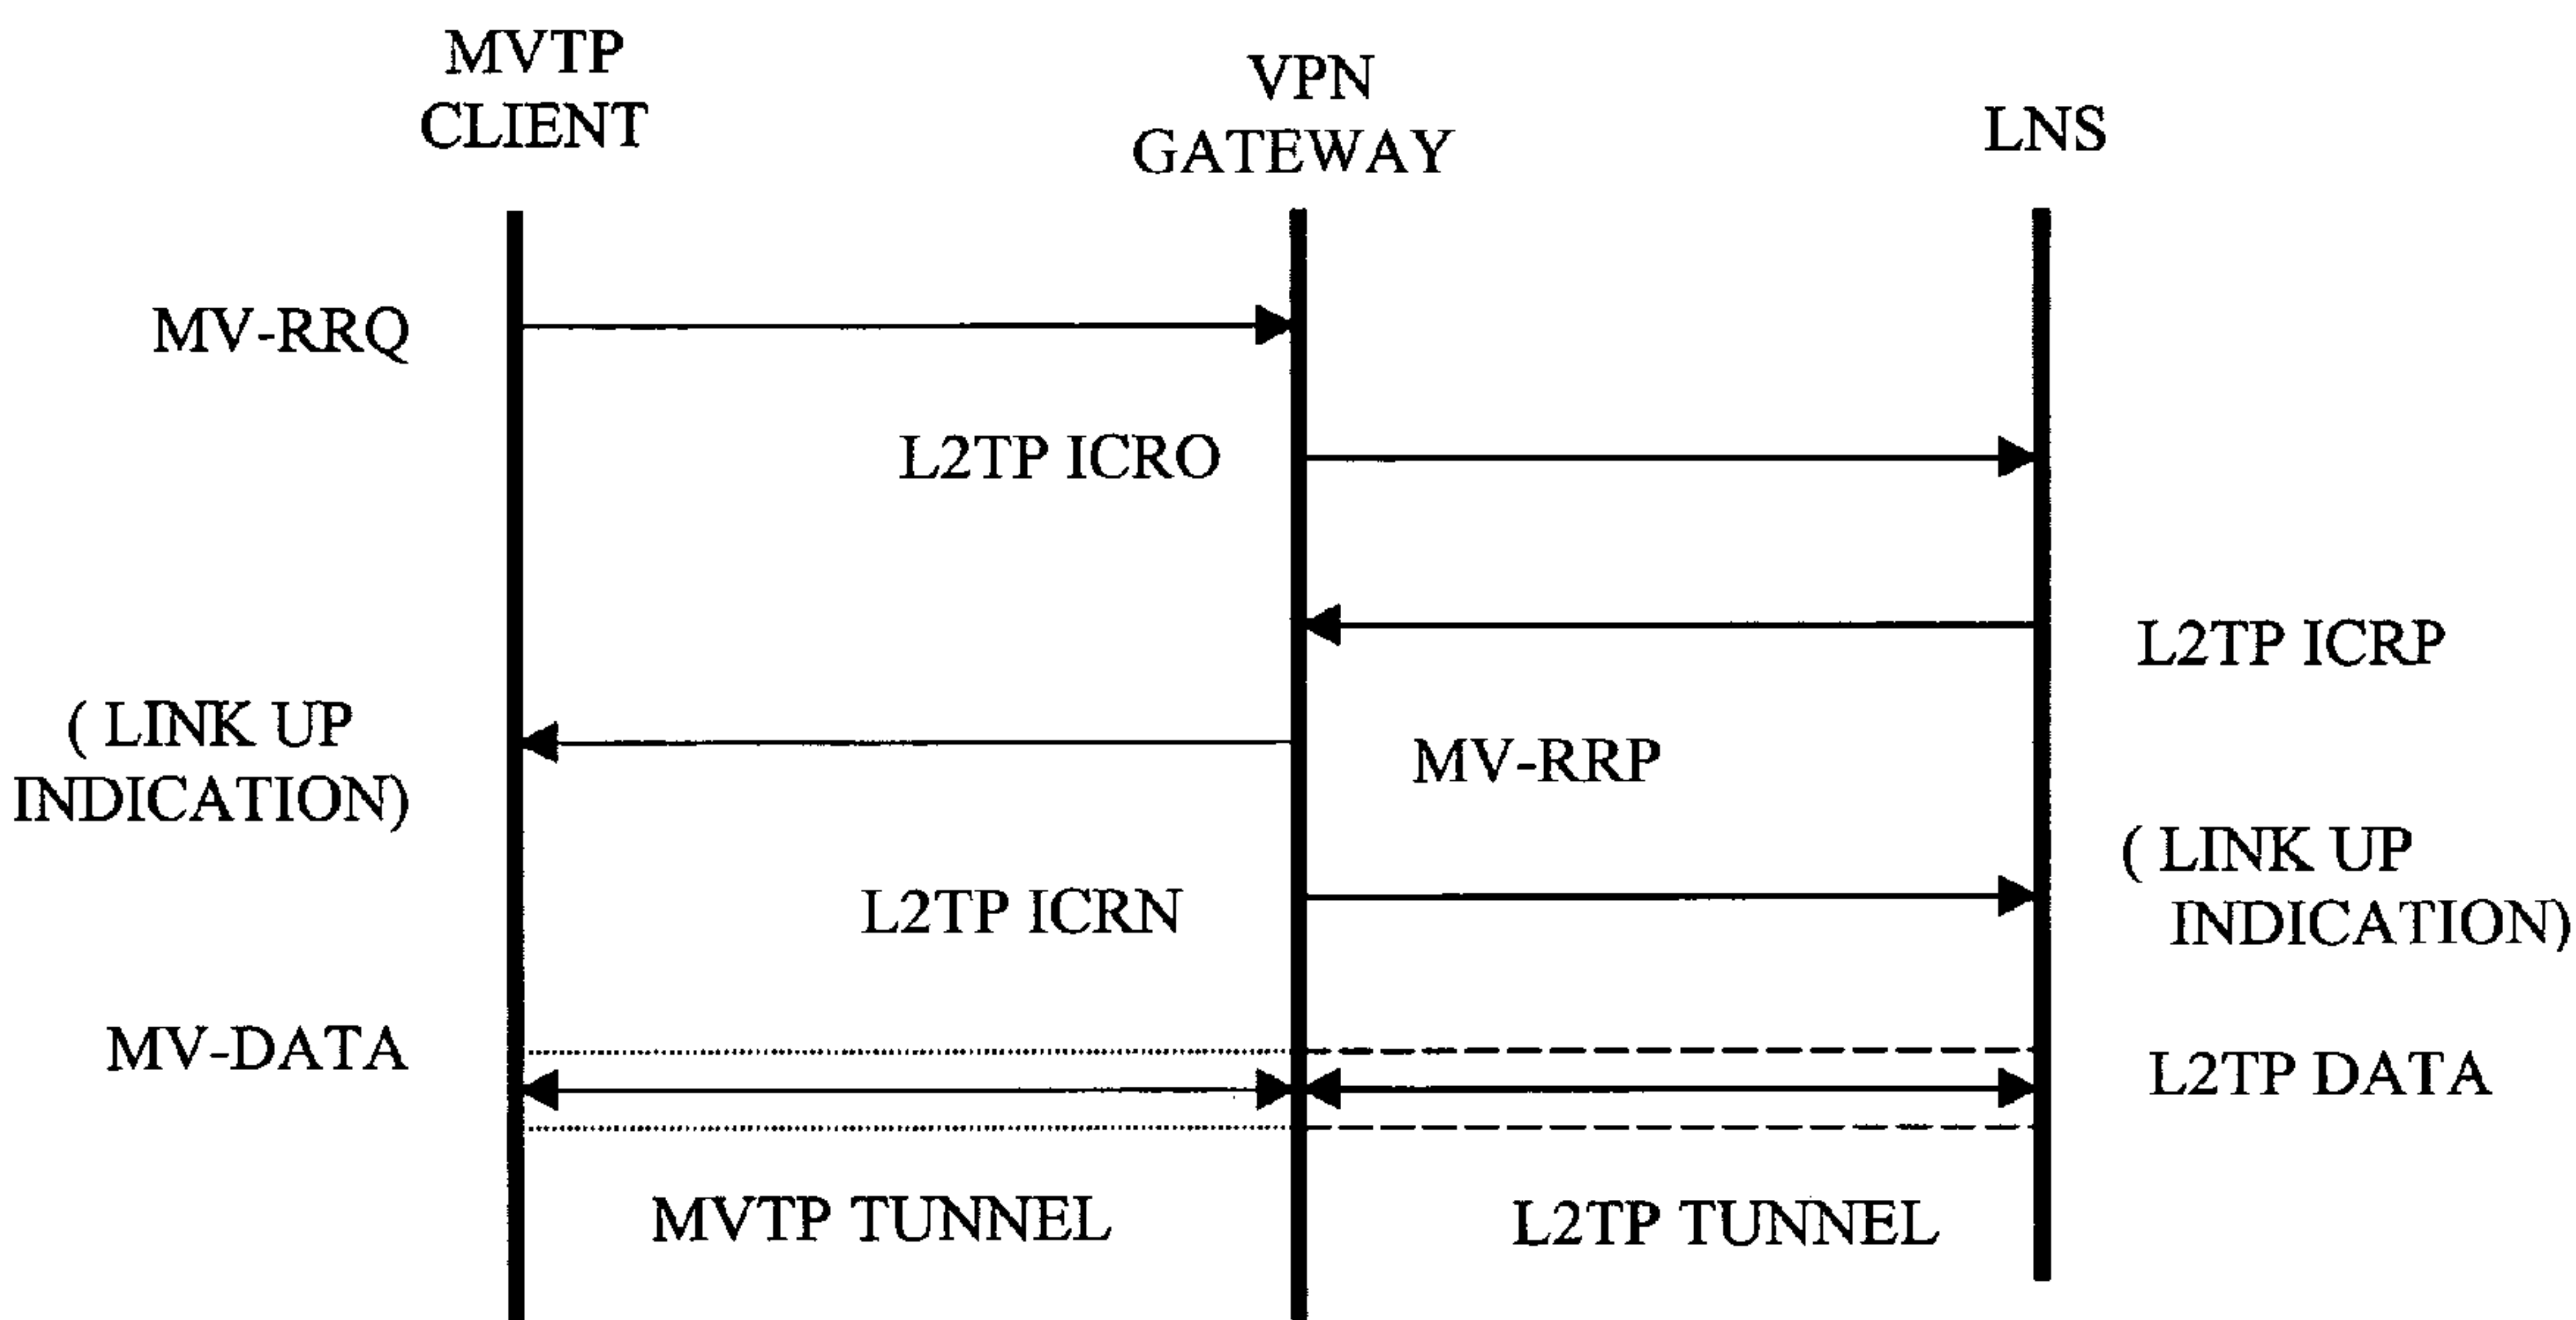 MVTP
CLIENT
VPN
GATEWAY
LNS
MV-RRQ
L2TP ICRO
L2TP ICRP
( LINK UP
INDICATION)
MV-RRP
( LINK UP
INDICATION)
L2TP ICRN
MV-DATA
L2TP DATA
MVTP TUNNEL
L2TP TUNNEL